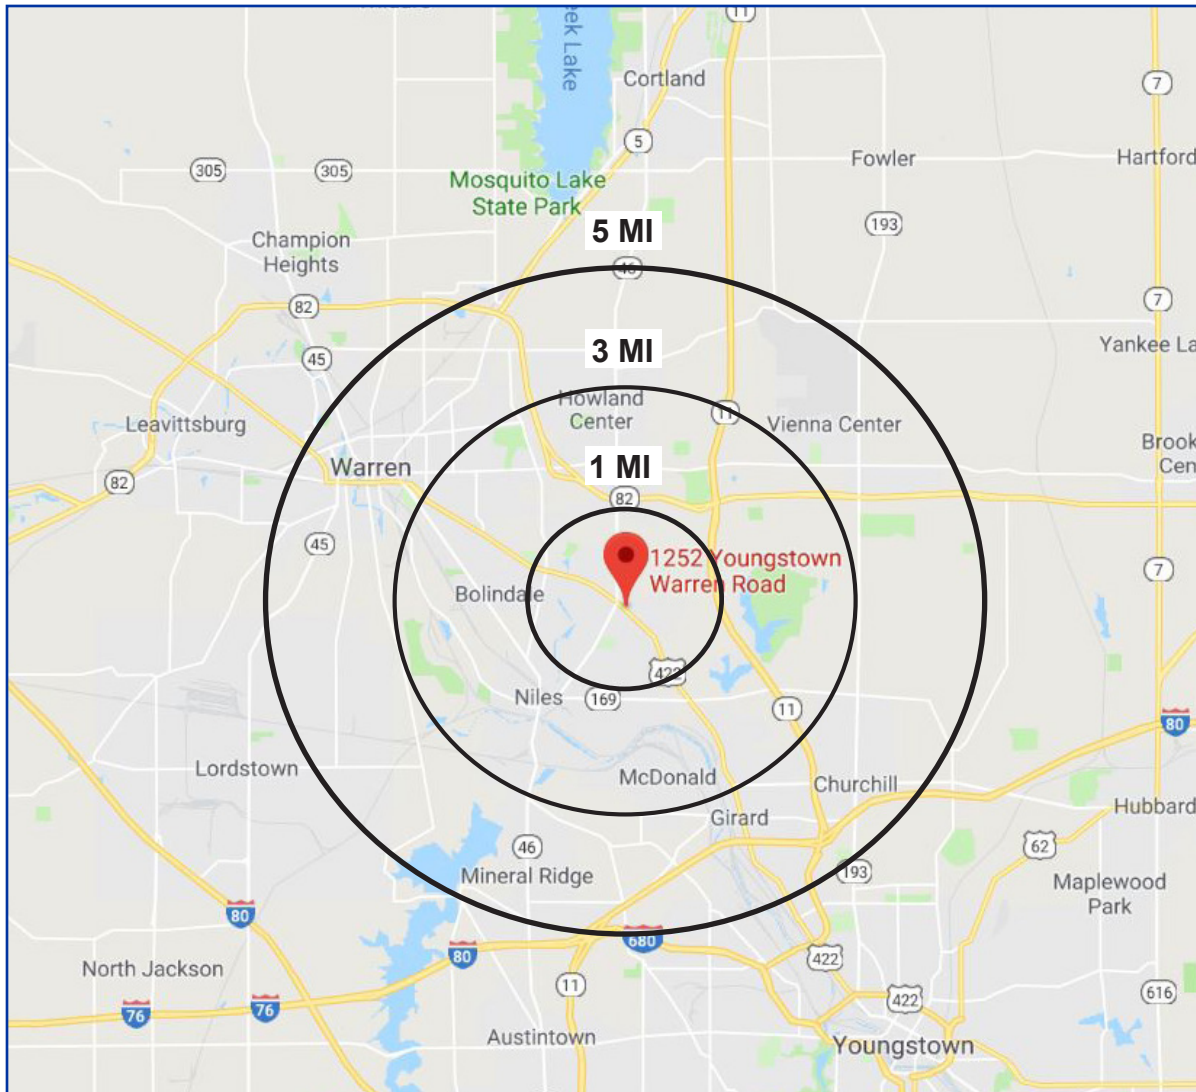 eek Lake
11
Cortland
7
5
305
305
Fowler
Hartford
Mosquito Lake
State Park
193
5 MI
Champion
Heights
46
7
82
82
3 MI
Yankee La
45
Howland
Center
11
Leavittsburg
Vienna Center
Brook
Cen
1 MI
Warren
82
82
45
1252 Youngstown
Warren Road
7
Bolindale
422
Niles
169
11
80
Lordstown
McDonald
Churchill
Girard
Hubbard
46
62
Mineral Ridge
193
Maplewood
Park
80
680
80
422
North Jackson
11
616
422
76
76
Austintown
Youngstown